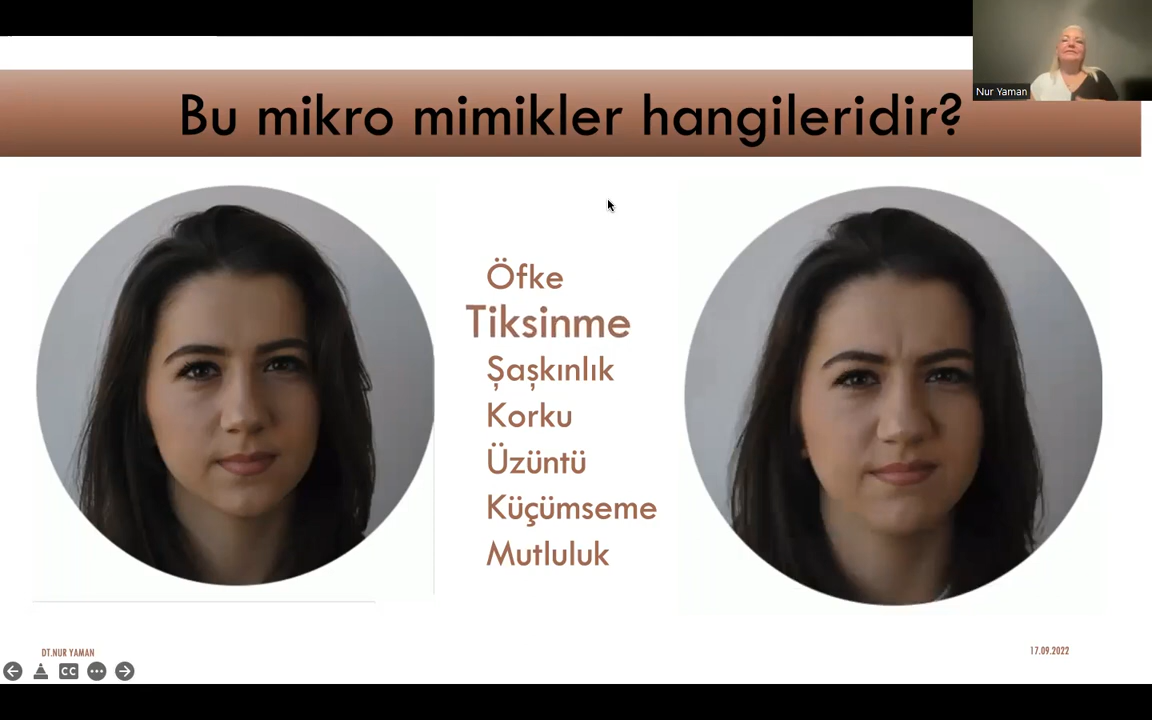 Nur Yaman
Bu mikro mimikler hangileridir?
Öfke
Tiksinme
Şaşkınlık
Korku
Üzüntü
Küçümseme
Mutluluk
DT.NUR YAMAN
17.09.2022
CC